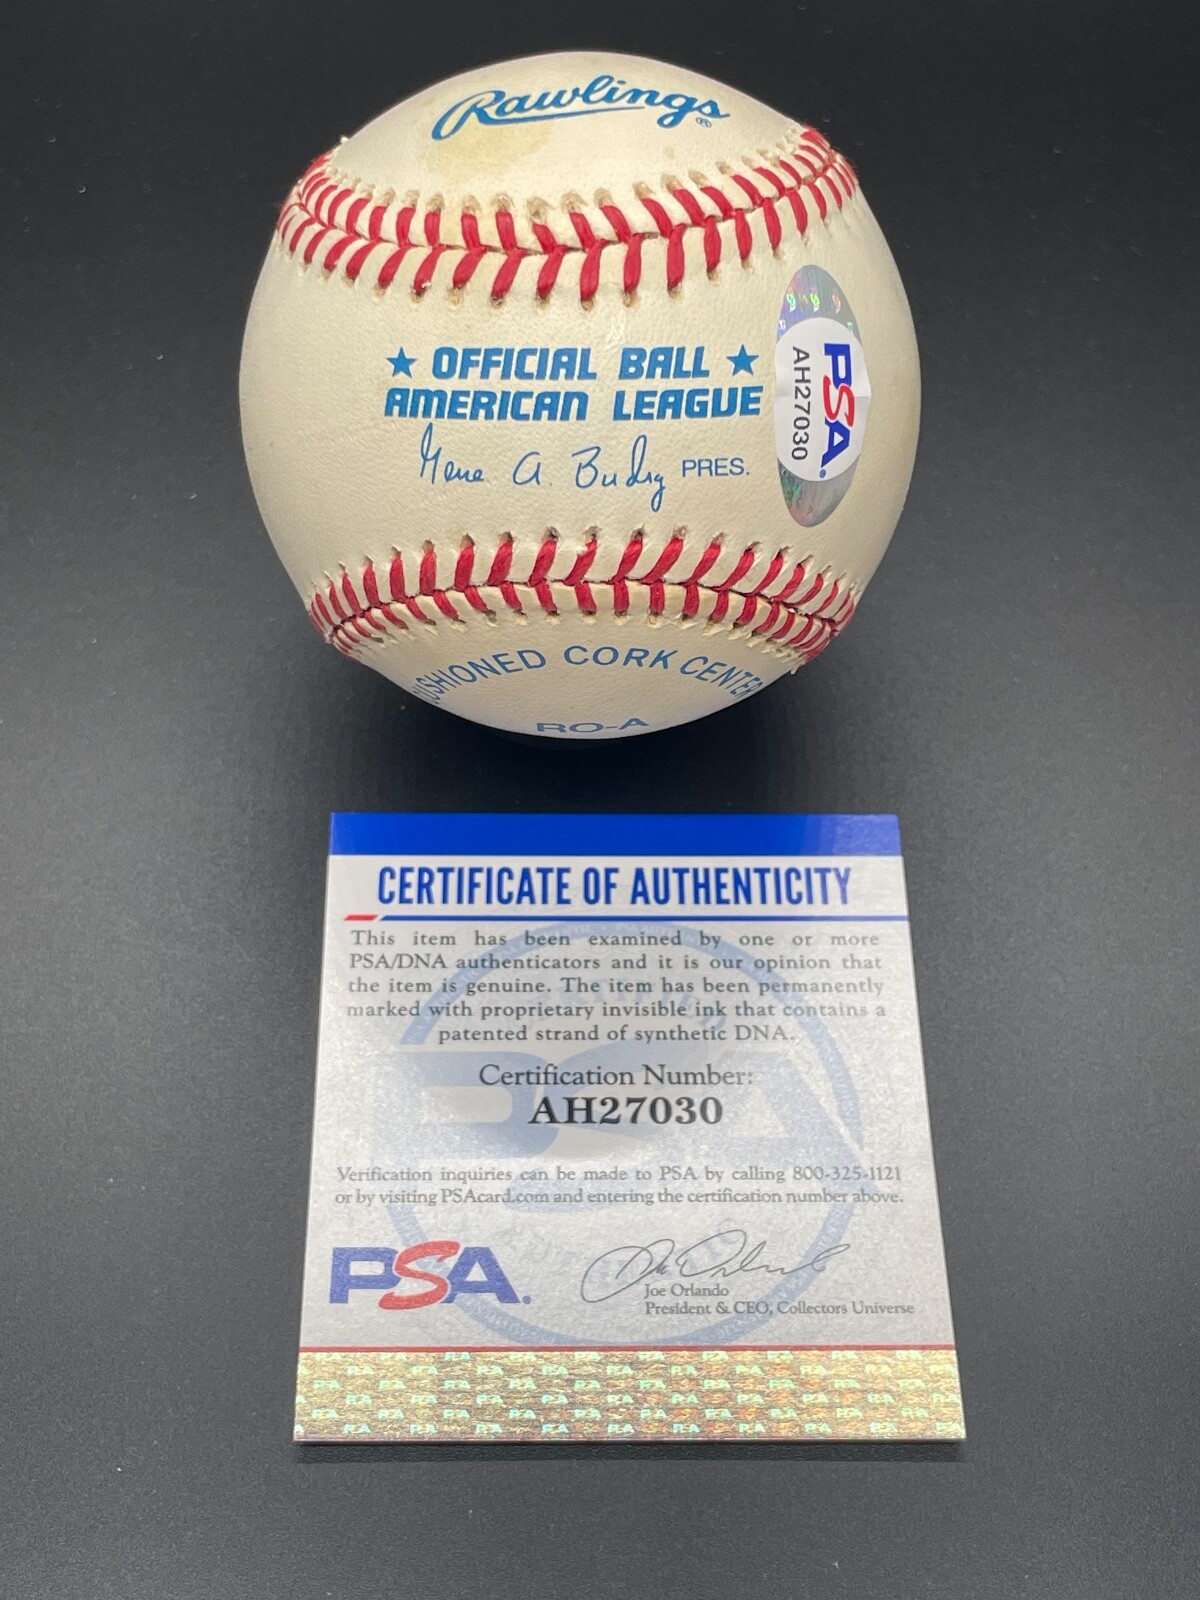 Rawlings®
★ OFFICIAL BALL ★
AMERICAN LEAGUE
Gene A. Budig PRES.
PSA
AH27030
CUSHIONED CORK CENTER
RO-A
CERTIFICATE OF AUTHENTICITY
This item has been examined by one or more
PSA/DNA authenticators and it is our opinion that
the item is genuine. The item has been permanently
marked with proprietary invisible ink that contains a
patented strand of synthetic DNA.
Certification Number:
AH27030
Verification inquiries can be made to PSA by calling 800-325-1121
or by visiting PSAcard.com and entering the certification number above.
PSA.
Joe Orlando
President & CEO, Collectors Universe